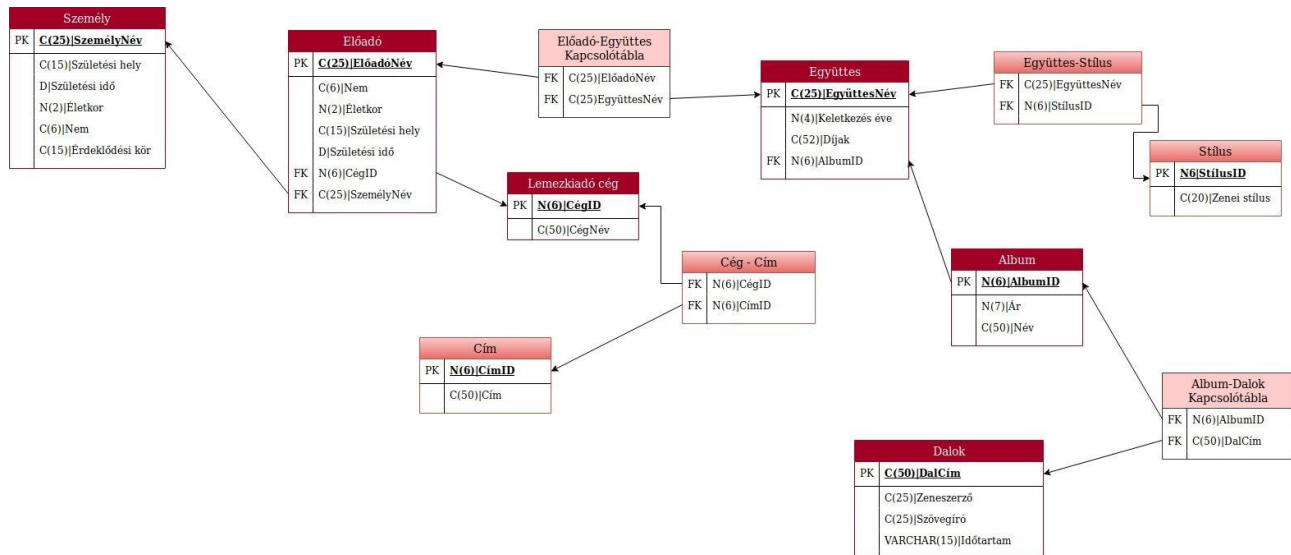 Személy
PK C(25)|SzemélyNév
C(15)|Születési hely
D|Születési idő
N(2)|Életkor
C(6)|Nem
C(15)|Érdeklődési kör
Előadó
PK C(25)|ElőadóNév
C(6)|Nem
N(2)|Életkor
C(15)|Születési hely
D|Születési idő
FK N(6)|CégID
FK C(25)|SzemélyNév
Előadó-Együttes
Kapcsolótábla
FK C(25)|ElőadóNév
FK C(25)EgyüttesNév
Együttes
PK C(25)|EgyüttesNév
N(4)|Keletkezés éve
C(52)|Díjak
FK N(6)|AlbumID
Együttes-Stílus
FK C(25)|EgyüttesNév
FK N(6)|StílusID
Stílus
PK N6|StílusID
C(20)|Zenei stílus
Lemezkiadó cég
PK N(6)|CégID
C(50)|CégNév
Cég - Cím
FK N(6)|CégID
FK N(6)|CímID
Cím
PK N(6)|CímID
C(50)|Cím
Album
PK N(6)|AlbumID
N(7)|Ár
C(50)|Név
Album-Dalok
Kapcsolótábla
FK N(6)|AlbumID
FK C(50)|DalCím
Dalok
PK C(50)|DalCím
C(25)|Zeneszerző
C(25)|Szövegíró
VARCHAR(15)|Időtartam